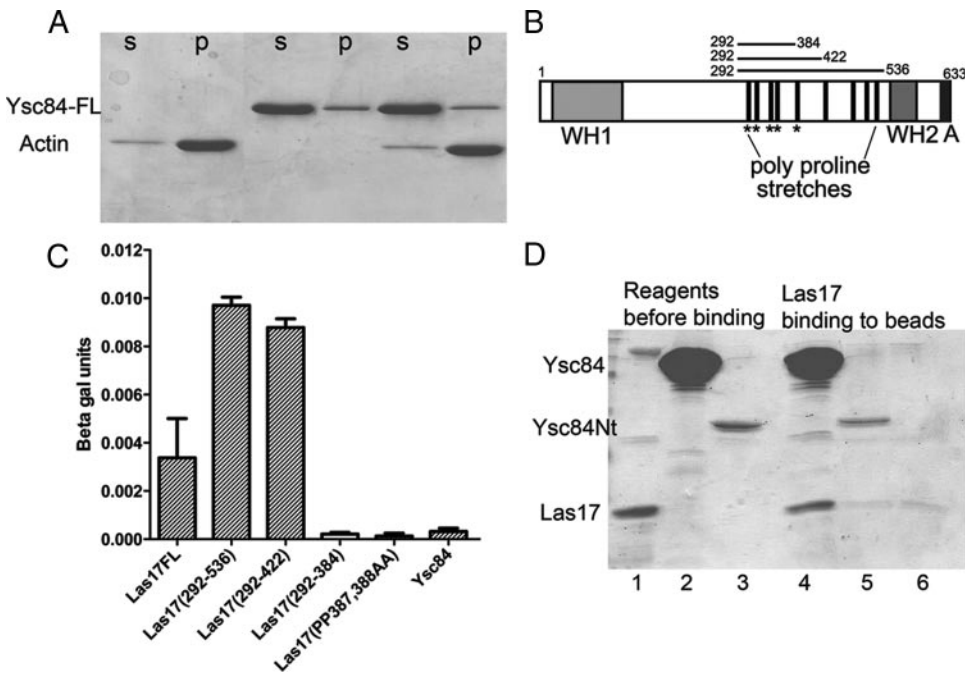 A
s p s p s p
Ysc84-FL
Actin
B
292 384
292 422
292 536
1 633
WH1 WH2 A
** ** *
poly proline
stretches
C
Beta gal units
0.012
0.010
0.008
0.006
0.004
0.002
0.000
Las17FL
Las17(292-536)
Las17(292-422)
Las17(292-384)
Las17(PP387,388AA)
Ysc84
D
Reagents
before binding
Las17
binding to beads
Ysc84
Ysc84Nt
Las17
1 2 3 4 5 6